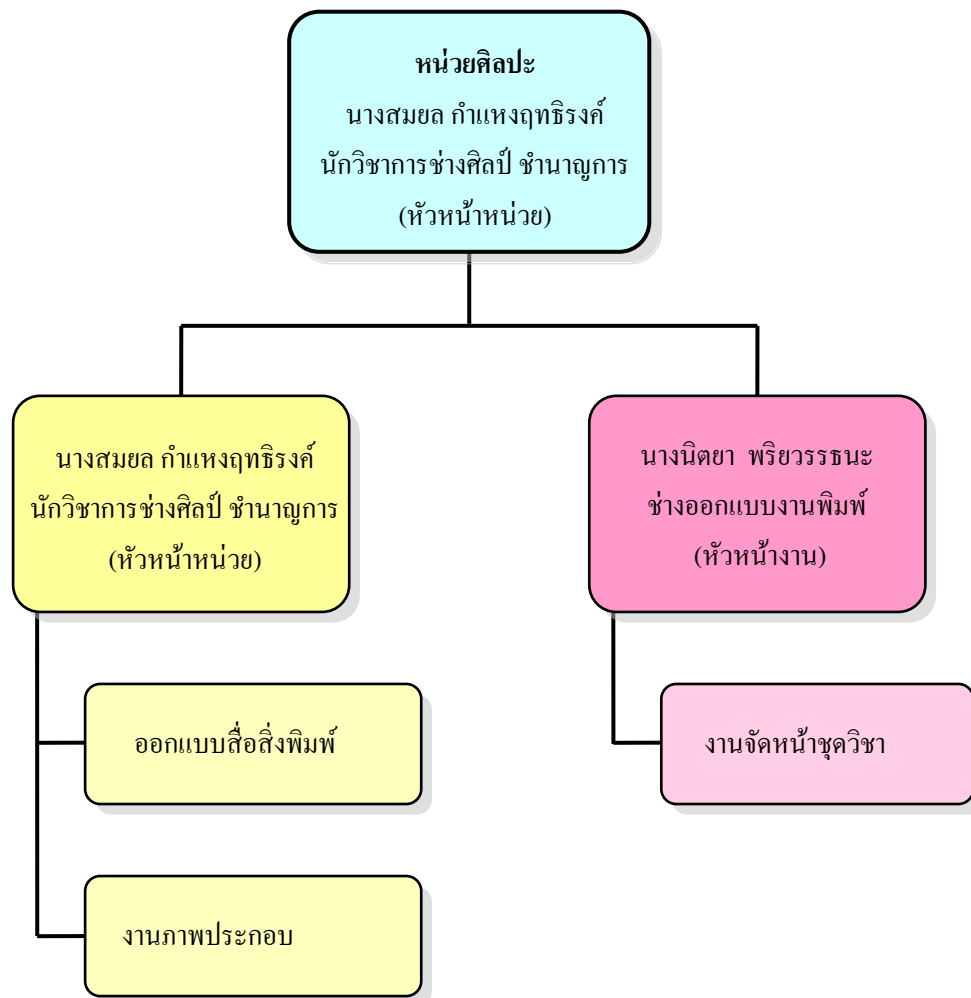 หน่วยศิลปะ
นางสมยล กำแหงฤทธิรงค์
นักวิชาการช่างศิลป์ ชำนาญการ
(หัวหน้าหน่วย)
นางสมยล กำแหงฤทธิรงค์
นักวิชาการช่างศิลป์ ชำนาญการ
(หัวหน้าหน่วย)
ออกแบบสื่อสิ่งพิมพ์
งานภาพประกอบ
นางนิตยา พริยวรรธนะ
ช่างออกแบบงานพิมพ์
(หัวหน้างาน)
งานจัดหน้าชุดวิชา